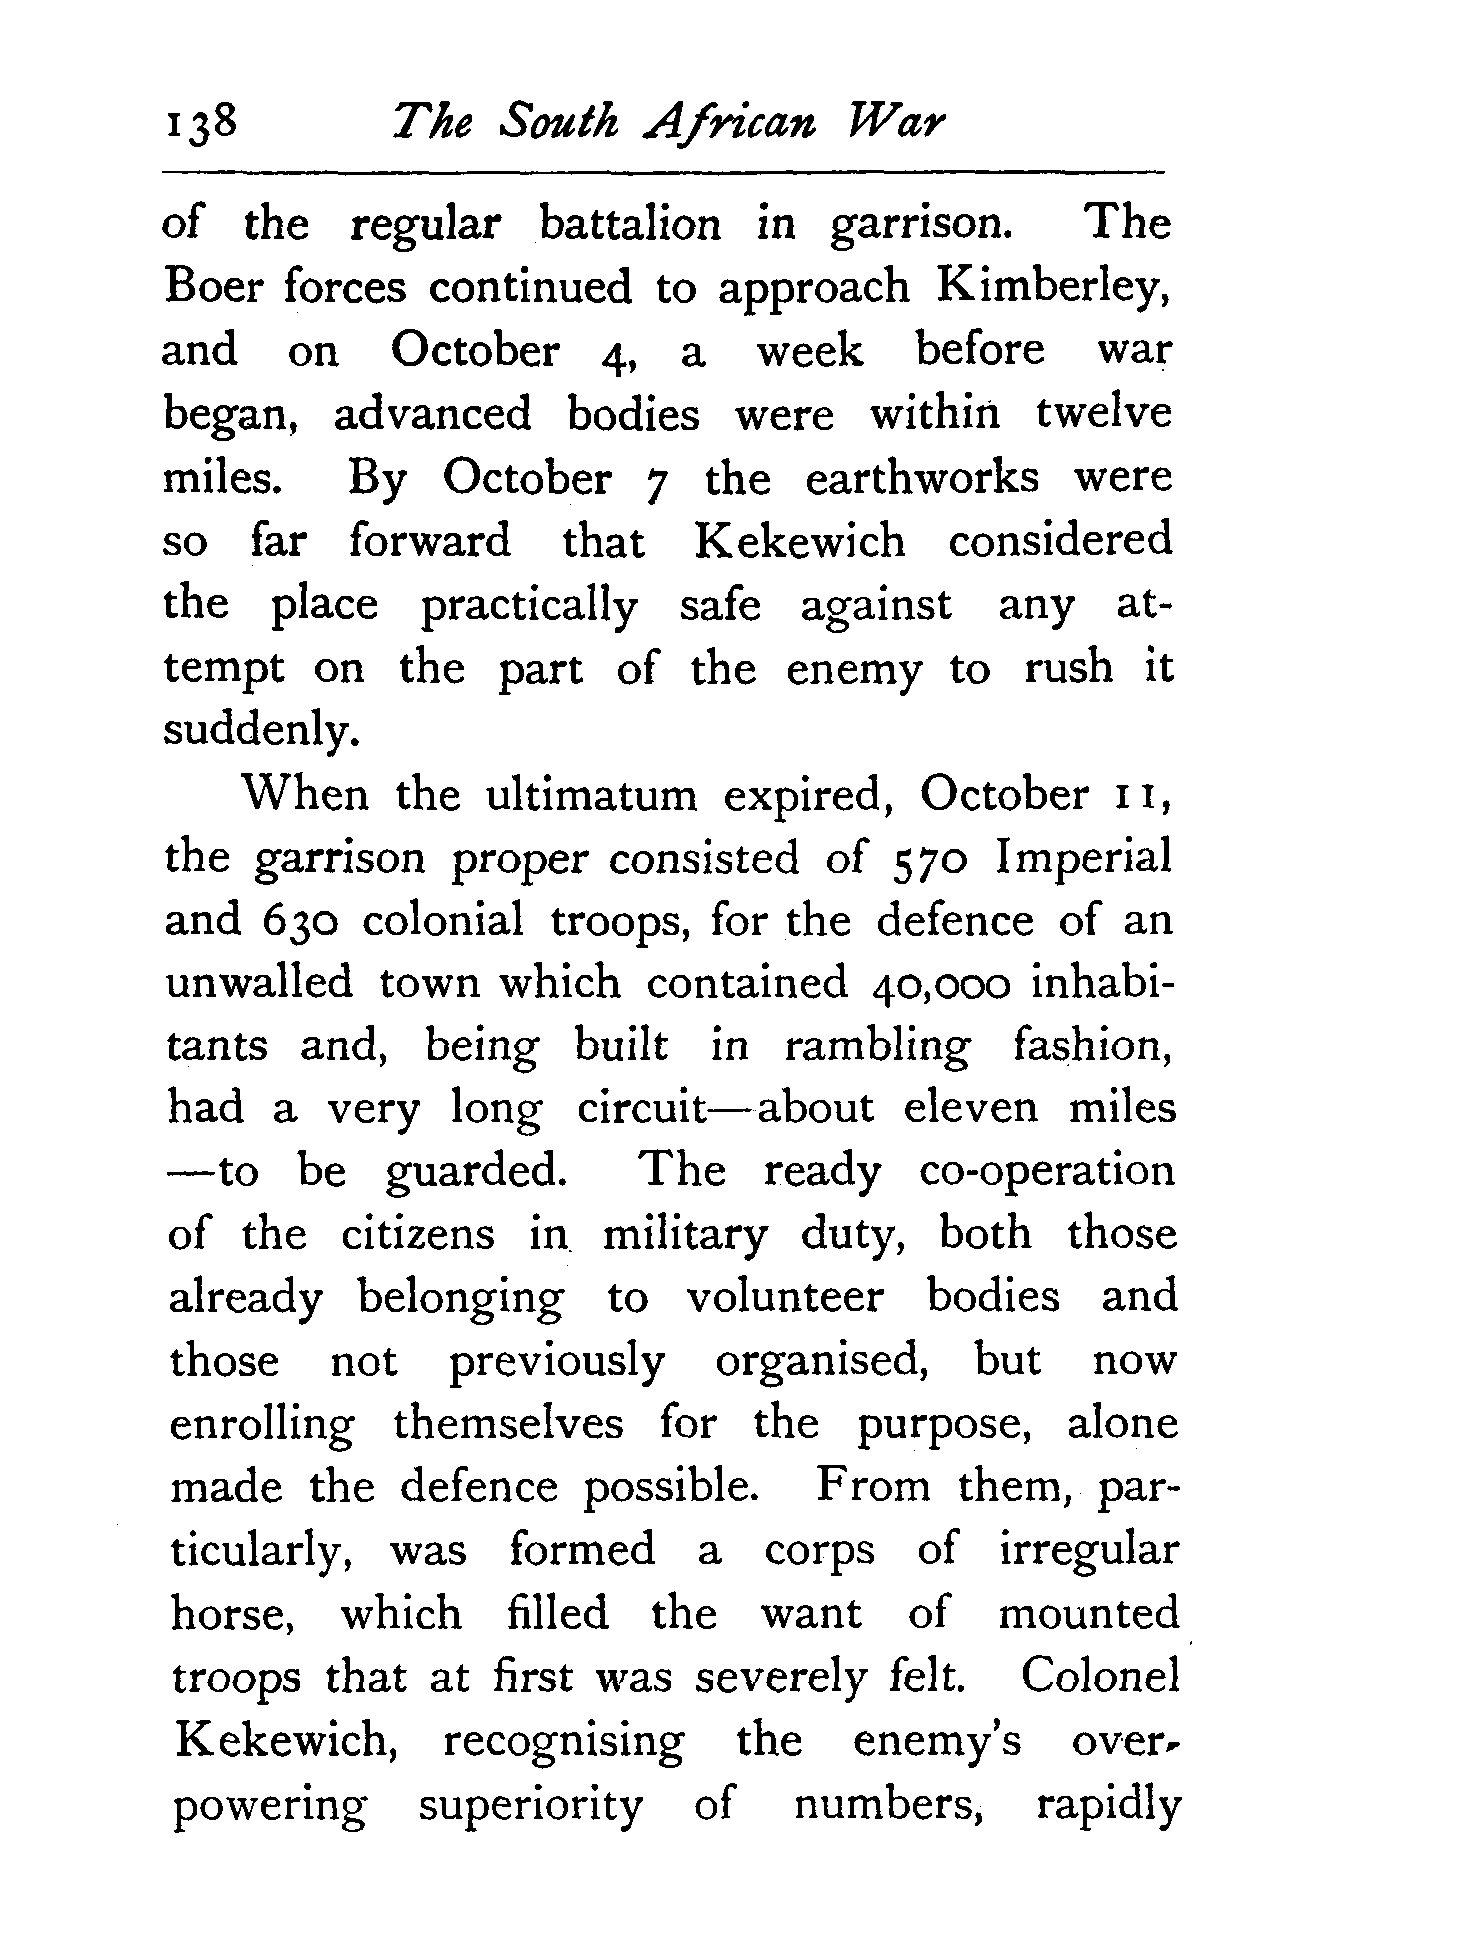 138 The South African War
of the regular battalion in garrison. The
Boer forces continued to approach Kimberley,
and on October 4, a week before war
began, advanced bodies were within twelve
miles. By October 7 the earthworks were
so far forward that Kekewich considered
the place practically safe against any at-
tempt on the part of the enemy to rush it
suddenly.
When the ultimatum expired, October 11,
the garrison proper consisted of 570 Imperial
and 630 colonial troops, for the defence of an
unwalled town which contained 40,000 inhabi-
tants and, being built in rambling fashion,
had a very long circuit—about eleven miles
—to be guarded. The ready co-operation
of the citizens in military duty, both those
already belonging to volunteer bodies and
those not previously organised, but now
enrolling themselves for the purpose, alone
made the defence possible. From them, par-
ticularly, was formed a corps of irregular
horse, which filled the want of mounted
troops that at first was severely felt. Colonel
Kekewich, recognising the enemy's over-
powering superiority of numbers, rapidly